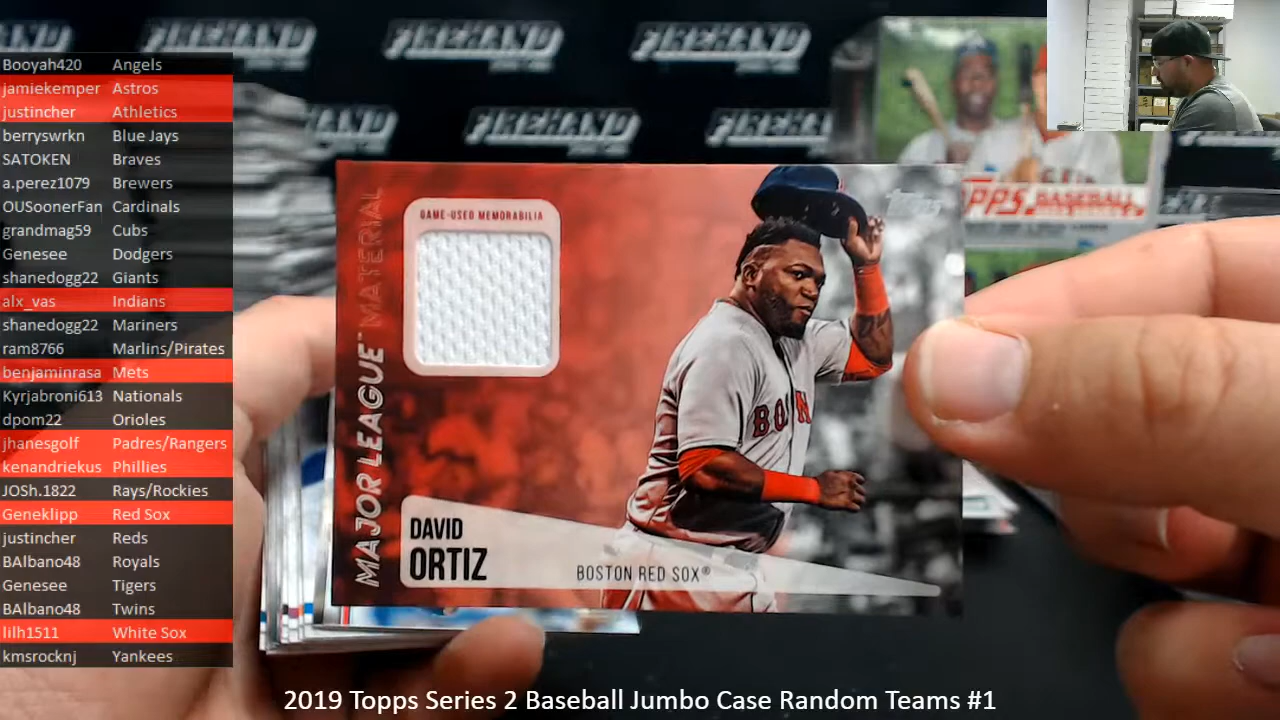 FIREHAND FIREHAND FIREHAND
FIREHAND FIREHAND
Booyah420 Angels
jamiekemper Astros
justincher Athletics
berryswrkn Blue Jays
SATOKEN Braves
a.perez1079 Brewers
OUSoonerFan Cardinals
grandmag59 Cubs
Genesee Dodgers
shanedogg22 Giants
alx_vas Indians
shanedogg22 Mariners
ram8766 Marlins/Pirates
benjaminrasa Mets
Kyrjabroni613 Nationals
dpom22 Orioles
jhanesgolf Padres/Rangers
kenandriekus Phillies
JOSh.1822 Rays/Rockies
Geneklipp Red Sox
justincher Reds
BAlbano48 Royals
Genesee Tigers
BAlbano48 Twins
lilh1511 White Sox
kmsrocknj Yankees
MAJOR LEAGUE™ MATERIAL
GAME-USED MEMORABILIA
Topps
BOSTON
DAVID
ORTIZ
BOSTON RED SOX®
TOPPS BASEBALL
2019 Topps Series 2 Baseball Jumbo Case Random Teams #1